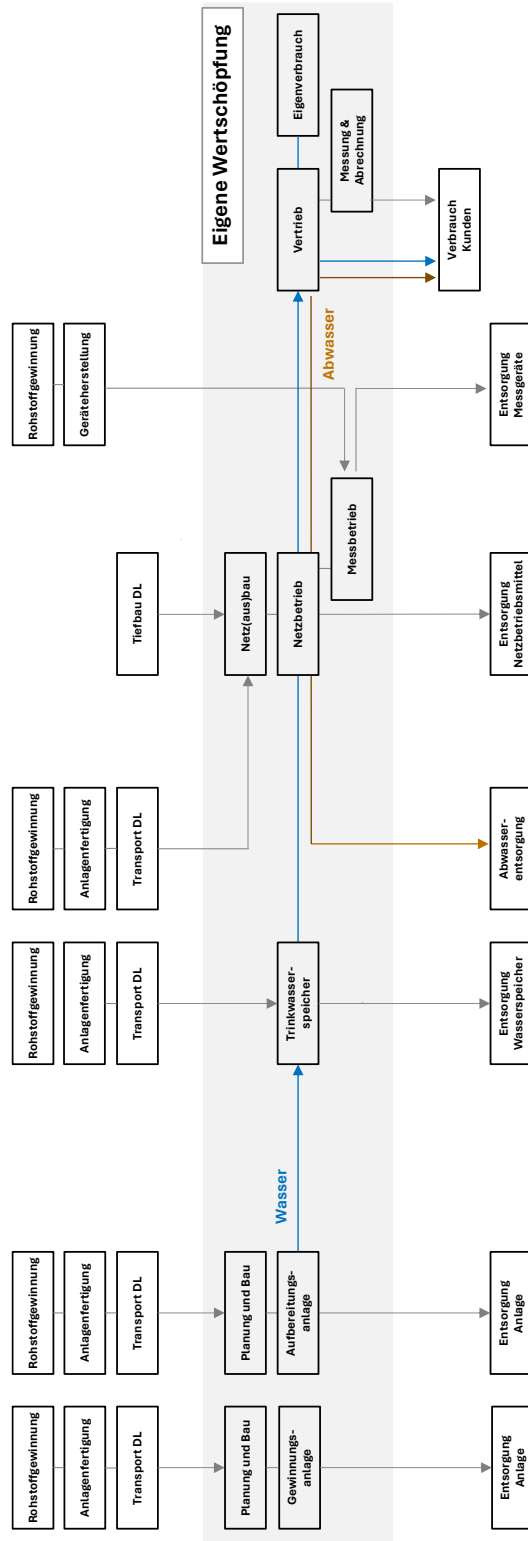 Rohstoffgewinnung
Rohstoffgewinnung
Rohstoffgewinnung
Rohstoffgewinnung
Rohstoffgewinnung
Anlagenfertigung
Anlagenfertigung
Anlagenfertigung
Anlagenfertigung
Geräteherstellung
Transport DL
Transport DL
Transport DL
Transport DL
Tiefbau DL
Eigene Wertschöpfung
Planung und Bau
Planung und Bau
Netz(aus)bau
Gewinnungs-
anlage
Aufbereitungs-
anlage
Wasser
Trinkwasser-
speicher
Netzbetrieb
Vertrieb
Eigenverbrauch
Abwasser
Messbetrieb
Messung &
Abrechnung
Verbrauch
Kunden
Entsorgung
Anlage
Entsorgung
Anlage
Entsorgung
Wasserspeicher
Abwasser-
entsorgung
Entsorgung
Netzbetriebsmittel
Entsorgung
Messgeräte